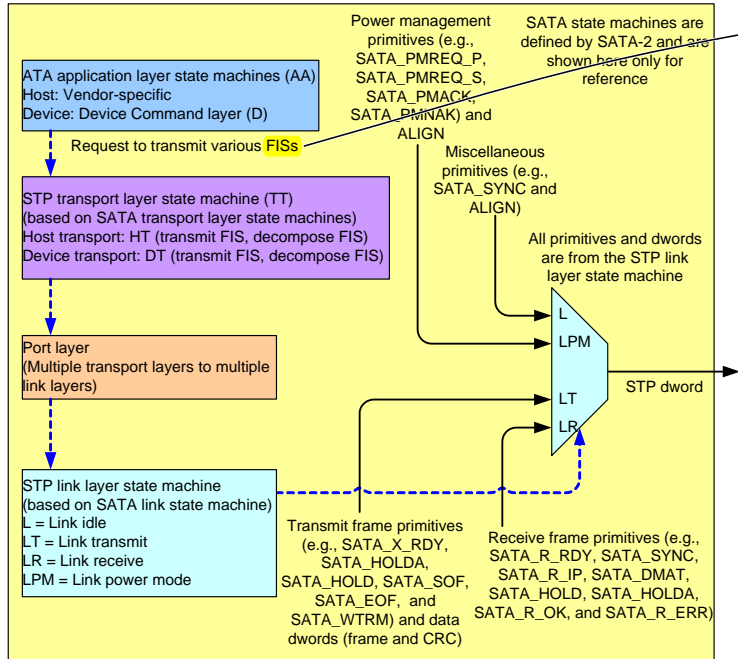 Power management
primitives (e.g.,
SATA_PMREQ_P,
SATA_PMREQ_S,
SATA_PMACK,
SATA_PMNAK) and
ALIGN
SATA state machines are
defined by SATA-2 and are
shown here only for
reference
ATA application layer state machines (AA)
Host: Vendor-specific
Device: Device Command layer (D)
Request to transmit various FISs
Miscellaneous
primitives (e.g.,
SATA_SYNC and
ALIGN)
STP transport layer state machine (TT)
(based on SATA transport layer state machines)
Host transport: HT (transmit FIS, decompose FIS)
Device transport: DT (transmit FIS, decompose FIS)
All primitives and dwords
are from the STP link
layer state machine
L
LPM
LT
LR
STP dword
Port layer
(Multiple transport layers to multiple
link layers)
STP link layer state machine
(based on SATA link state machine)
L = Link idle
LT = Link transmit
LR = Link receive
LPM = Link power mode
Transmit frame primitives
(e.g., SATA_X_RDY,
SATA_HOLDA,
SATA_HOLD, SATA_SOF,
SATA_EOF, and
SATA_WTRM) and data
dwords (frame and CRC)
Receive frame primitives (e.g.,
SATA_R_RDY, SATA_SYNC,
SATA_R_IP, SATA_DMAT,
SATA_HOLD, SATA_HOLDA,
SATA_R_OK, and SATA_R_ERR)